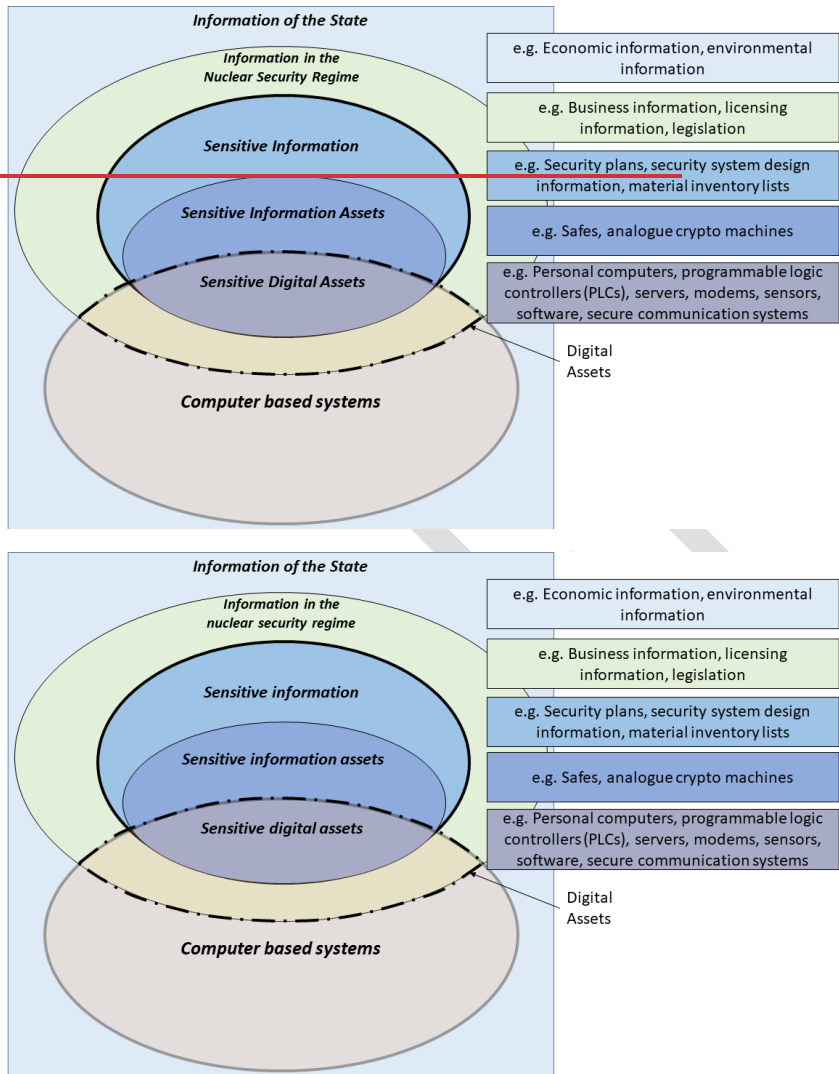 Information of the State
Information in the
Nuclear Security Regime
Sensitive Information
Sensitive Information Assets
Sensitive Digital Assets
Computer based systems
e.g. Economic information, environmental
information
e.g. Business information, licensing
information, legislation
e.g. Security plans, security system design
information, material inventory lists
e.g. Safes, analogue crypto machines
e.g. Personal computers, programmable logic
controllers (PLCs), servers, modems, sensors,
software, secure communication systems
Digital
Assets
Information of the State
Information in the
nuclear security regime
Sensitive information
Sensitive information assets
Sensitive digital assets
Computer based systems
e.g. Economic information, environmental
information
e.g. Business information, licensing
information, legislation
e.g. Security plans, security system design
information, material inventory lists
e.g. Safes, analogue crypto machines
e.g. Personal computers, programmable logic
controllers (PLCs), servers, modems, sensors,
software, secure communication systems
Digital
Assets